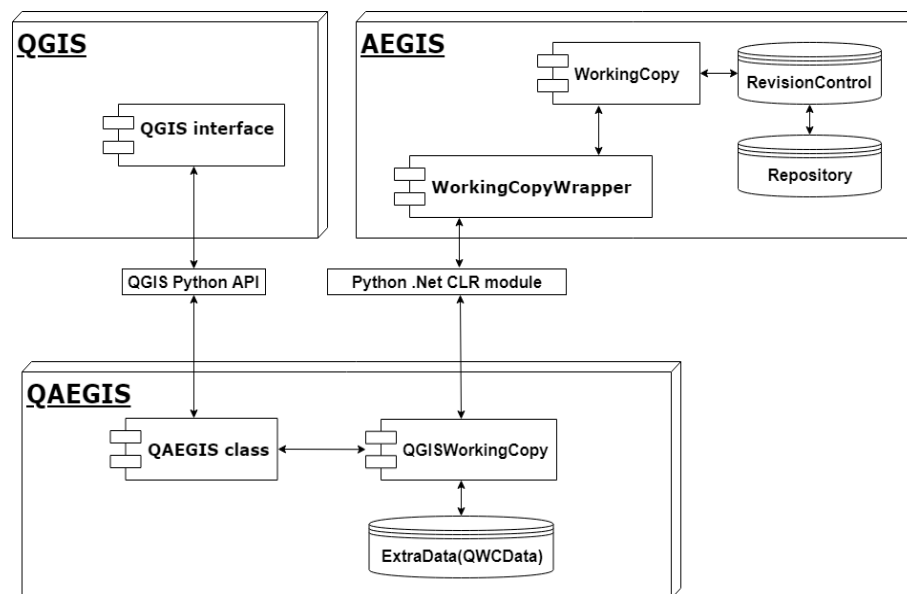 QGIS
QGIS interface
AEGIS
WorkingCopy
RevisionControl
Repository
WorkingCopyWrapper
QGIS Python API
Python .Net CLR module
QAEGIS
QAEGIS class
QGISWorkingCopy
ExtraData(QWCData)